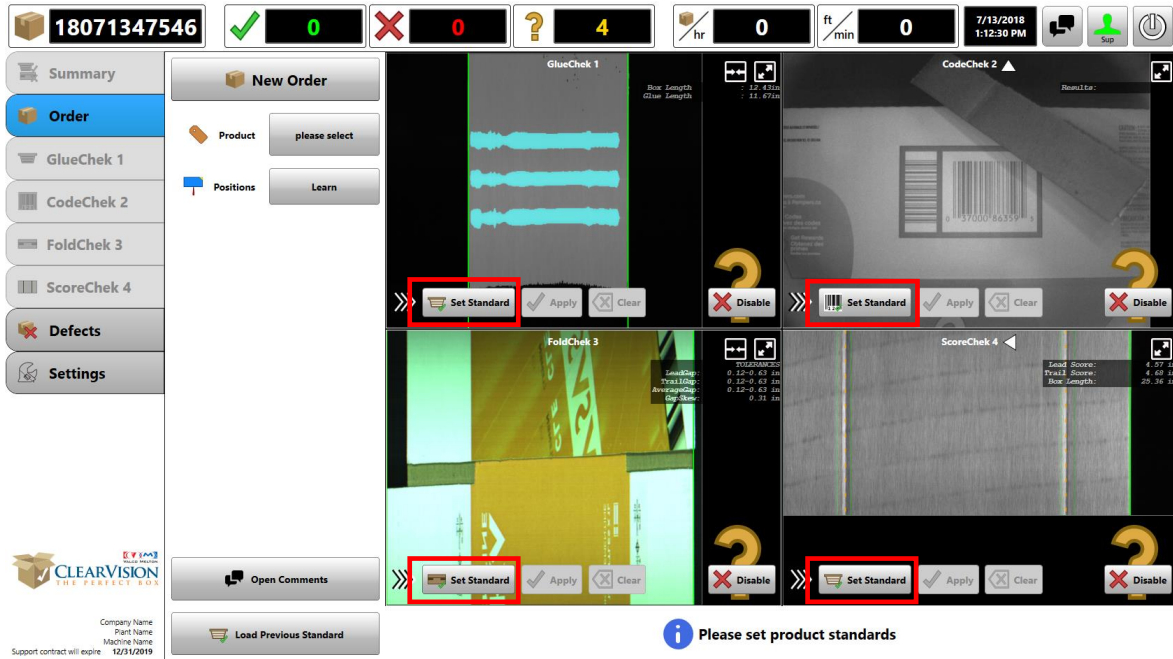 18071347546
0
0
4
hr
0
ft
min
0
7/13/2018
1:12:30 PM
Sup
Summary
Order
GlueChek 1
CodeChek 2
FoldChek 3
ScoreChek 4
Defects
Settings
New Order
Product
please select
Positions
Learn
GlueChek 1
Box Length : 12.43in
Glue Length : 11.67in
Set Standard
Apply
Clear
Disable
CodeChek 2
Results:
0 37000 86359
Set Standard
Apply
Clear
Disable
FoldChek 3
TOLERANCES
LeadGap: 0.12-0.63 in
TrailGap: 0.12-0.63 in
AverageGap: 0.12-0.63 in
GapSkew: 0.31 in
Set Standard
Apply
Clear
Disable
ScoreChek 4
Lead Score: 4.57 i
Trail Score: 4.68 i
Box Length: 25.36 i
Set Standard
Apply
Clear
Disable
VALCO MELTON
CLEARVISION
THE PERFECT BOX
Company Name
Plant Name
Machine Name
Support contract will expire 12/31/2019
Open Comments
Load Previous Standard
Please set product standards